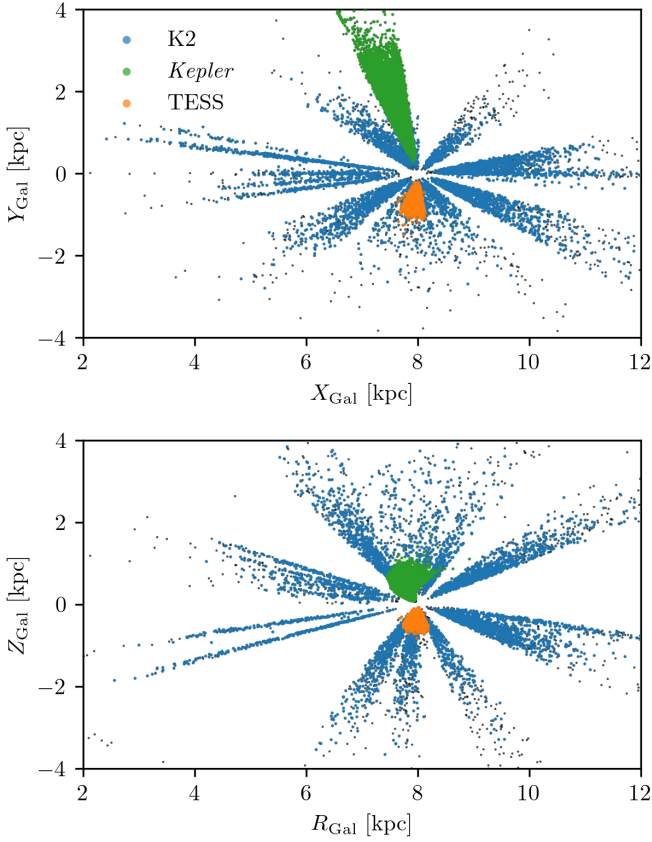 4
2
0
−2
−4
Y_Gal [kpc]
K2
Kepler
TESS
2 4 6 8 10 12
X_Gal [kpc]
4
2
0
−2
−4
Z_Gal [kpc]
2 4 6 8 10 12
R_Gal [kpc]